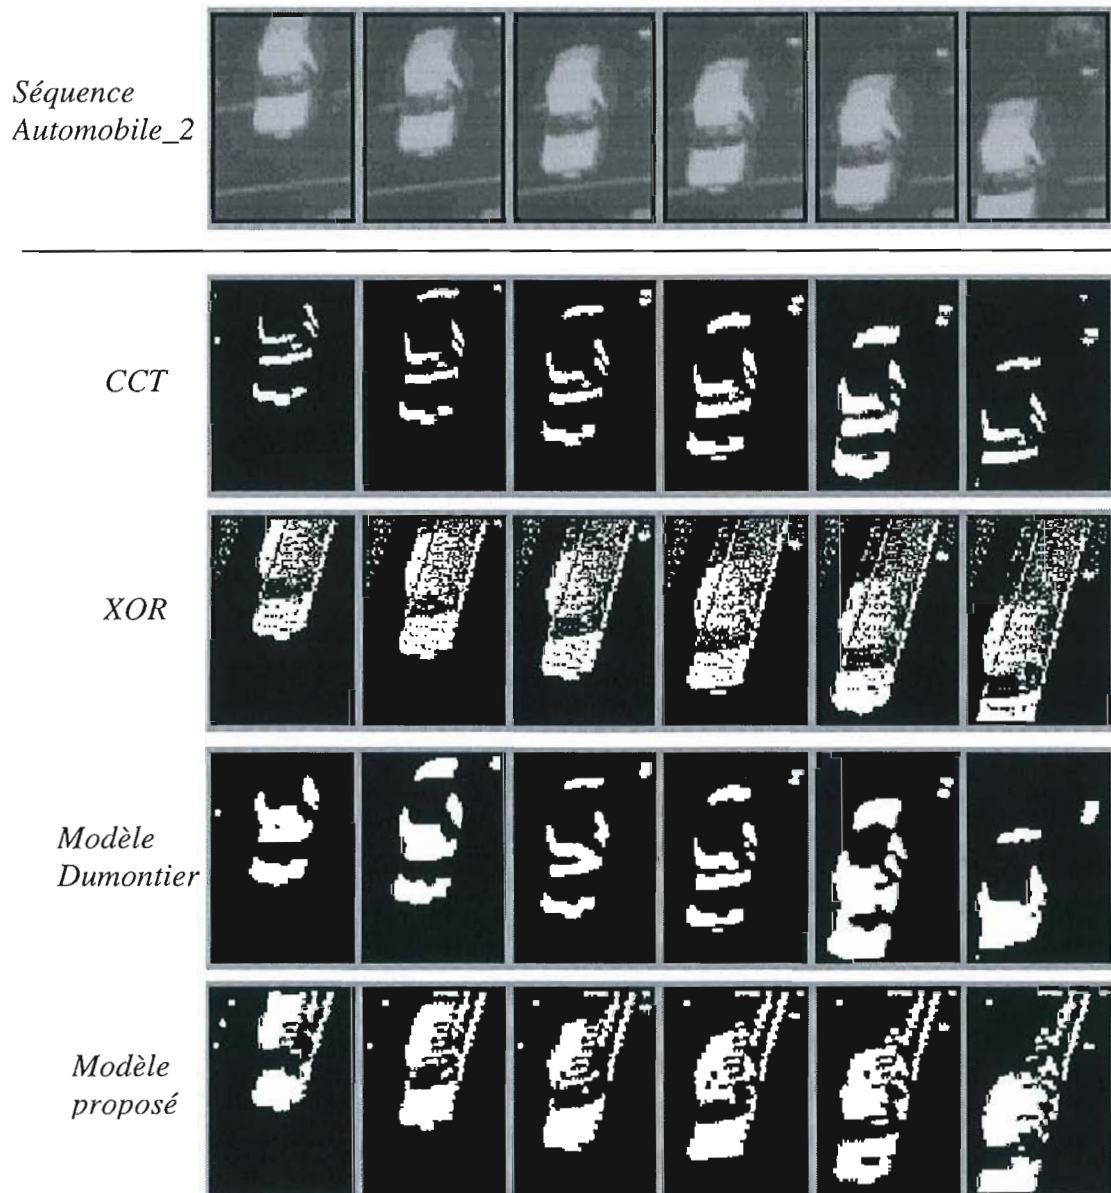 Séquence
Automobile_2
CCT
XOR
Modèle
Dumontier
Modèle
proposé